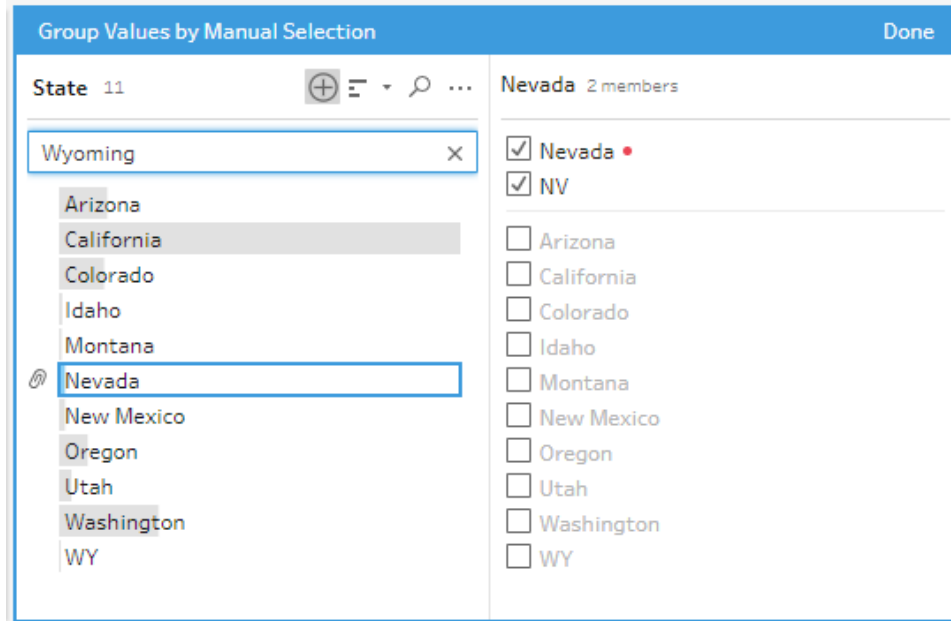 Group Values by Manual Selection Done
State 11
Wyoming
Arizona
California
Colorado
Idaho
Montana
Nevada
New Mexico
Oregon
Utah
Washington
WY
Nevada 2 members
Nevada
NV
Arizona
California
Colorado
Idaho
Montana
New Mexico
Oregon
Utah
Washington
WY